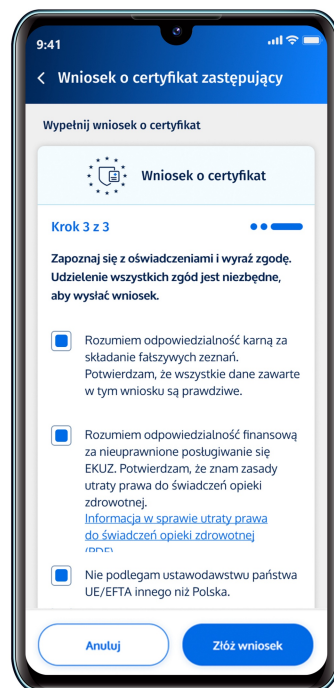 9:41
Wniosek o certyfikat zastępujący
Wypełnij wniosek o certyfikat
Wniosek o certyfikat
Krok 3 z 3
Zapoznaj się z oświadczeniami i wyraź zgodę.
Udzielenie wszystkich zgód jest niezbędne,
aby wysłać wniosek.
Rozumiem odpowiedzialność karną za
składanie fałszywych zeznań.
Potwierdzam, że wszystkie dane zawarte
w tym wniosku są prawdziwe.
Rozumiem odpowiedzialność finansową
za nieuprawnione posługiwanie się
EKUZ. Potwierdzam, że znam zasady
utraty prawa do świadczeń opieki
zdrowotnej.
Informacja w sprawie utraty prawa
do świadczeń opieki zdrowotnej
(PDF)
Nie podlegam ustawodawstwu państwa
UE/EFTA innego niż Polska.
Anuluj
Złóż wniosek